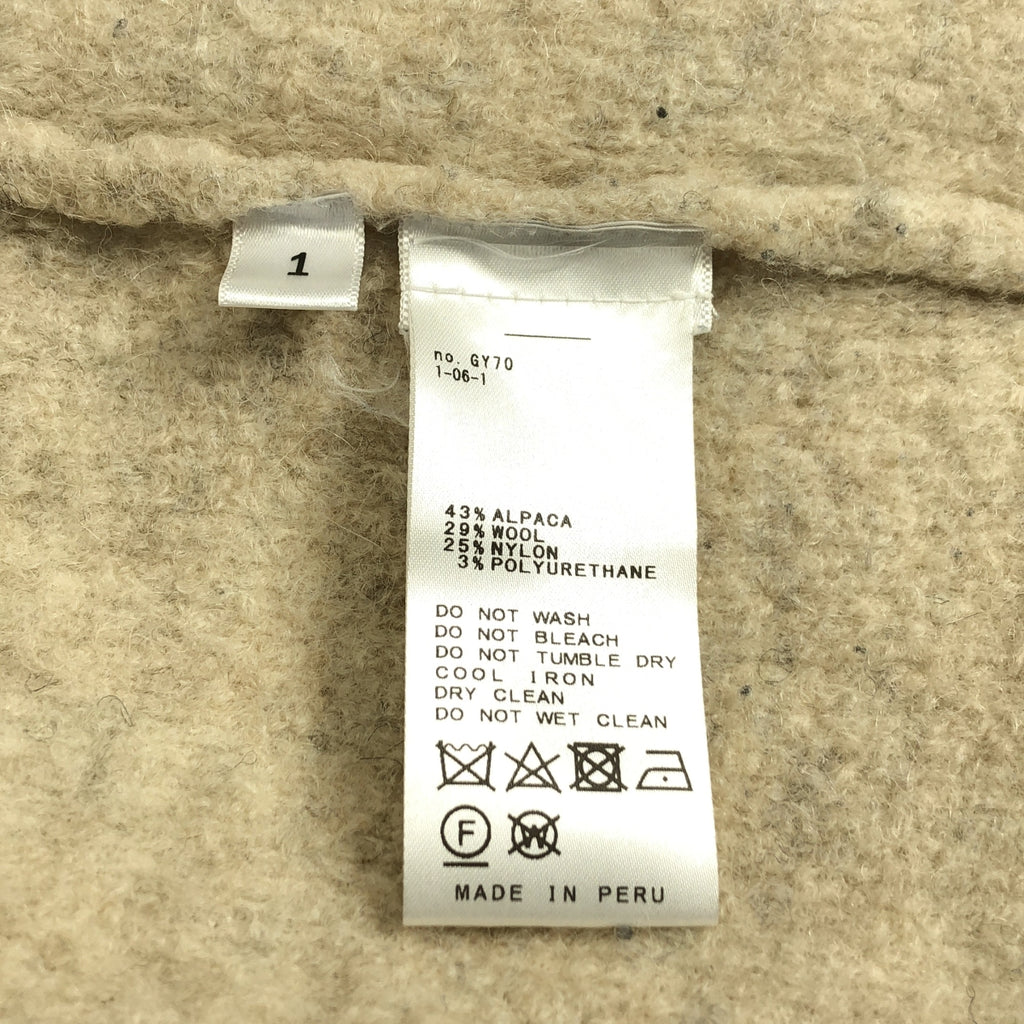 1
no. GY70
1-06-1
43% ALPACA
29% WOOL
25% NYLON
3% POLYURETHANE
DO NOT WASH
DO NOT BLEACH
DO NOT TUMBLE DRY
COOL IRON
DRY CLEAN
DO NOT WET CLEAN
F W
MADE IN PERU